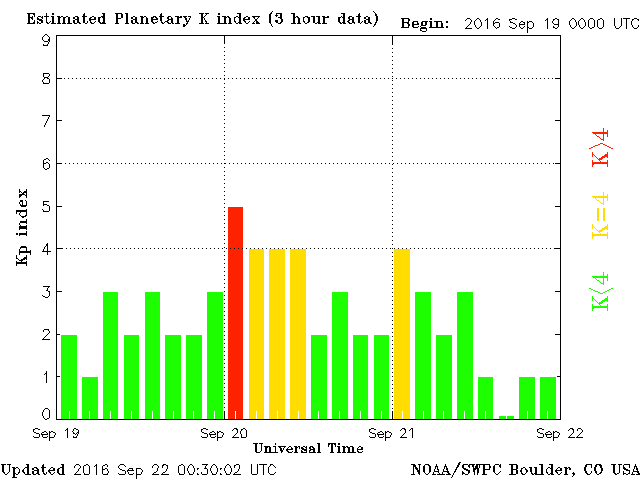 Estimated Planetary K index (3 hour data) Begin: 2016 Sep 19 0000 UTC
9
8
7
6
5
4
3
2
1
0
Kp index
K>4
K=4
K<4
Sep 19 Sep 20 Sep 21 Sep 22
Universal Time
Updated 2016 Sep 22 00:30:02 UTC NOAA/SWPC Boulder, CO USA